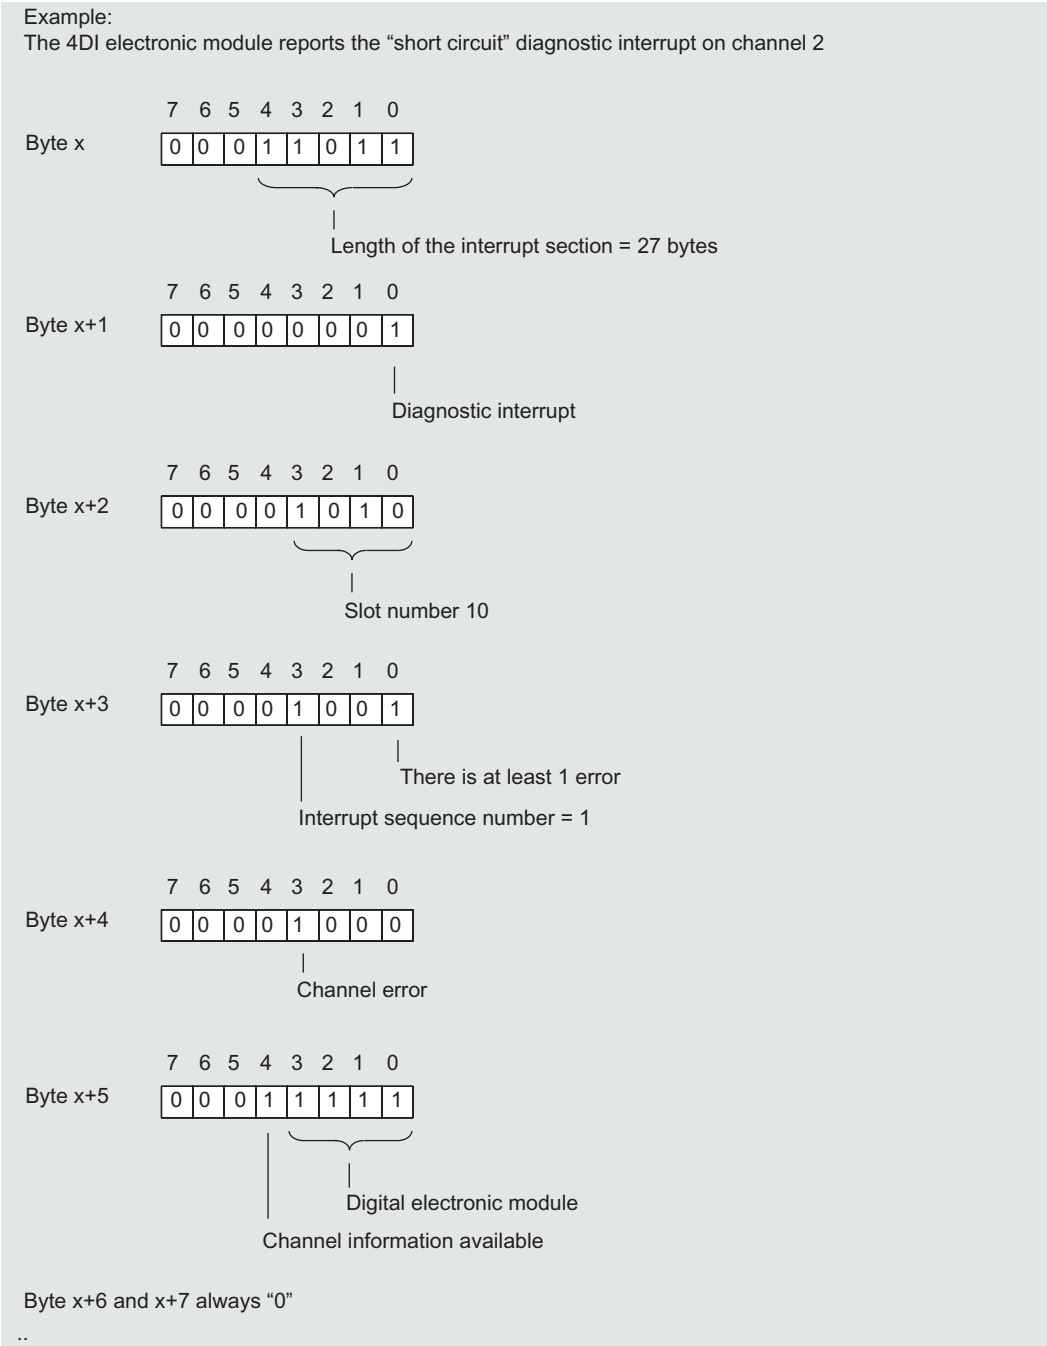 Example:
The 4DI electronic module reports the “short circuit” diagnostic interrupt on channel 2
7 6 5 4 3 2 1 0
Byte x 0 0 0 1 1 0 1 1
Length of the interrupt section = 27 bytes
7 6 5 4 3 2 1 0
Byte x+1 0 0 0 0 0 0 0 1
Diagnostic interrupt
7 6 5 4 3 2 1 0
Byte x+2 0 0 0 0 1 0 1 0
Slot number 10
7 6 5 4 3 2 1 0
Byte x+3 0 0 0 0 1 0 0 1
There is at least 1 error
Interrupt sequence number = 1
7 6 5 4 3 2 1 0
Byte x+4 0 0 0 0 1 0 0 0
Channel error
7 6 5 4 3 2 1 0
Byte x+5 0 0 0 1 1 1 1 1
Digital electronic module
Channel information available
Byte x+6 and x+7 always “0”
..